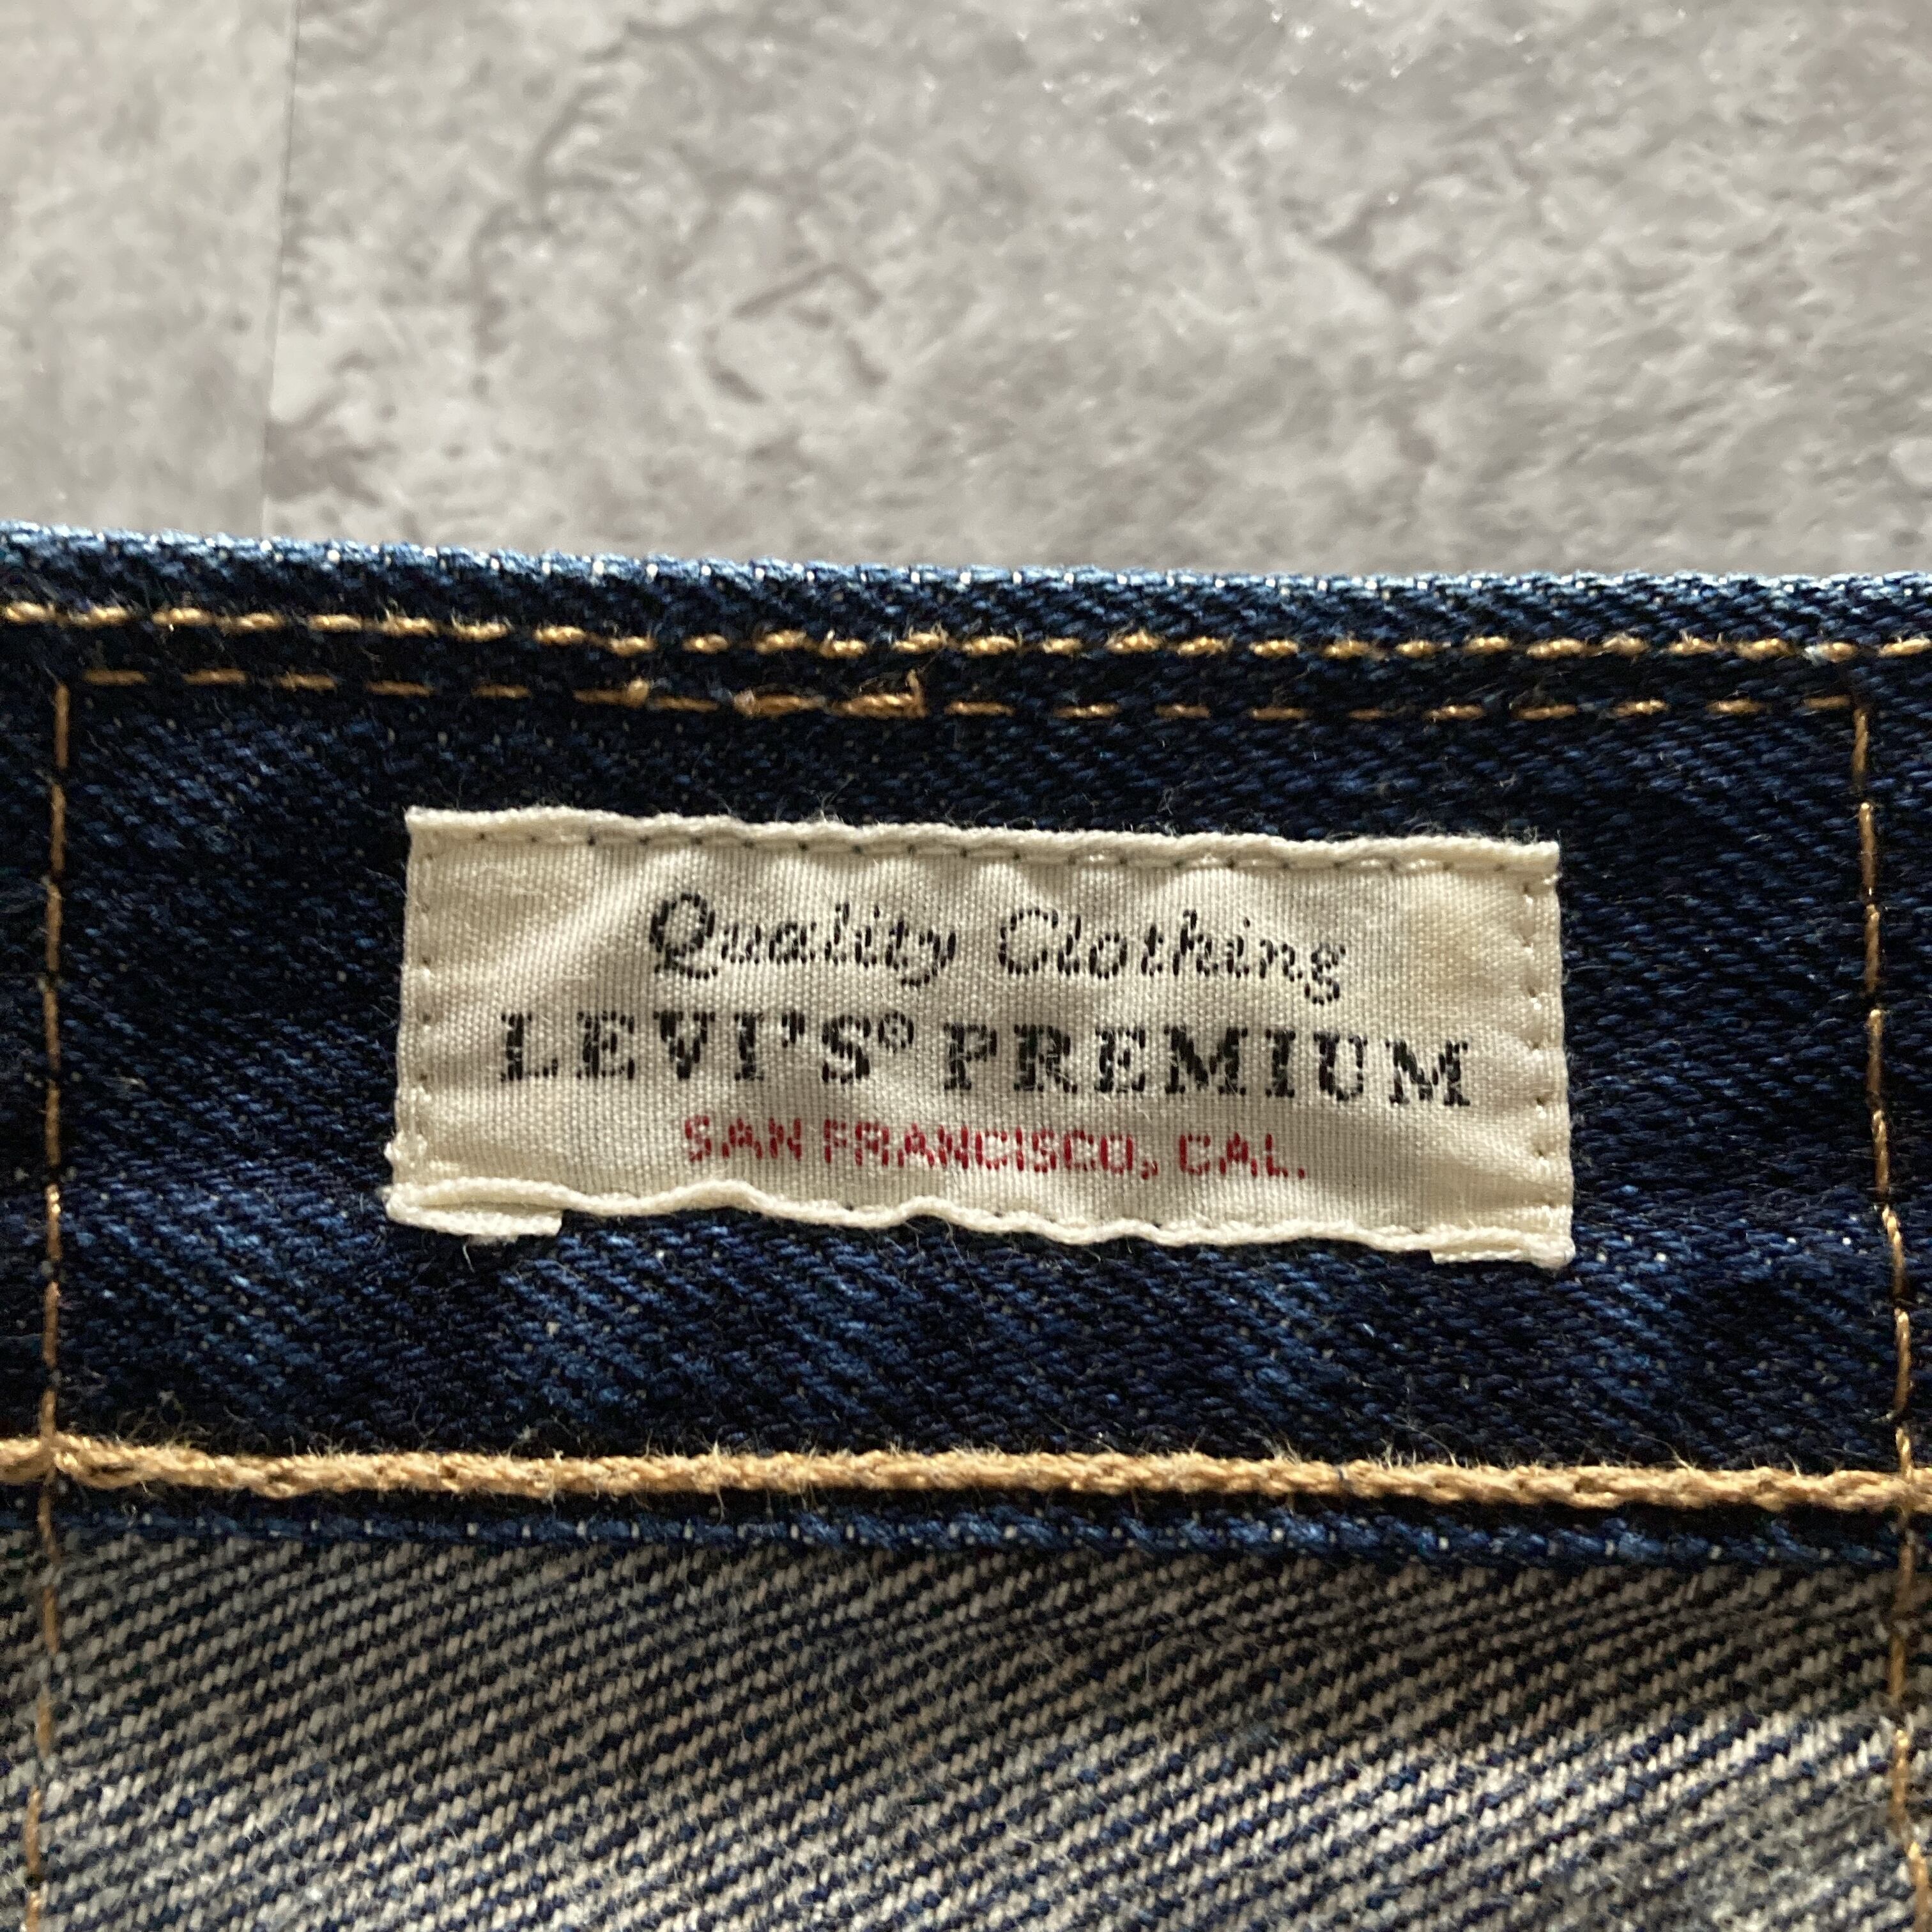 Quality Clothing
LEVI'S® PREMIUM
SAN FRANCISCO, CAL.